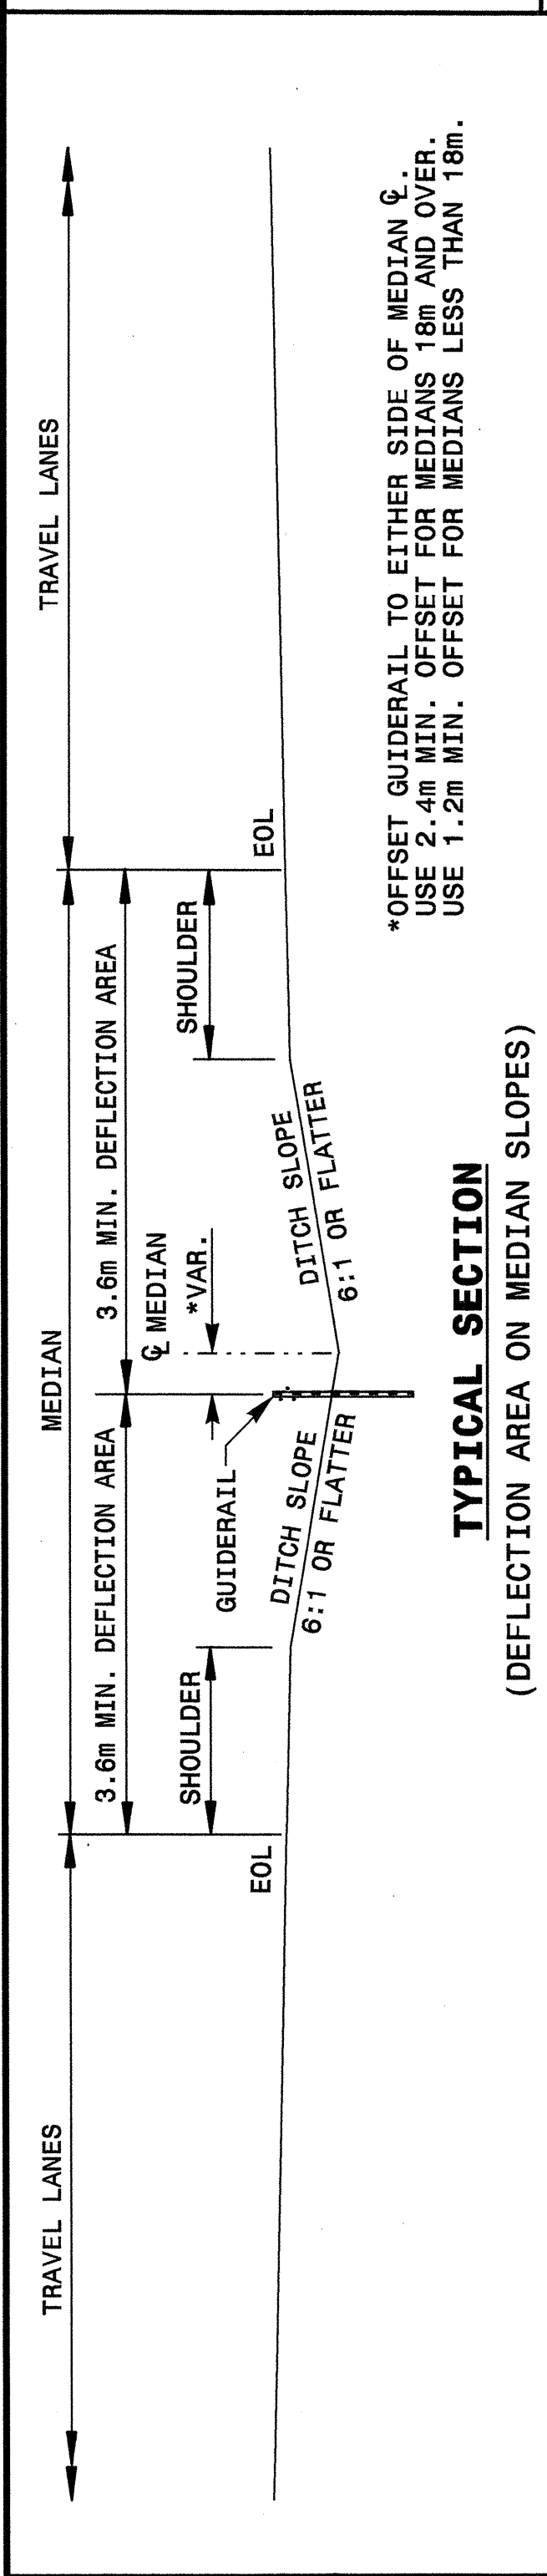 TRAVEL LANES
MEDIAN
TRAVEL LANES
3.6m MIN. DEFLECTION AREA
3.6m MIN. DEFLECTION AREA
℄ MEDIAN
SHOULDER
*VAR.
SHOULDER
GUIDERAIL
EOL
EOL
DITCH SLOPE
6:1 OR FLATTER
DITCH SLOPE
6:1 OR FLATTER
*OFFSET GUIDERAIL TO EITHER SIDE OF MEDIAN ℄.
USE 2.4m MIN. OFFSET FOR MEDIANS 18m AND OVER.
USE 1.2m MIN. OFFSET FOR MEDIANS LESS THAN 18m.
TYPICAL SECTION
(DEFLECTION AREA ON MEDIAN SLOPES)